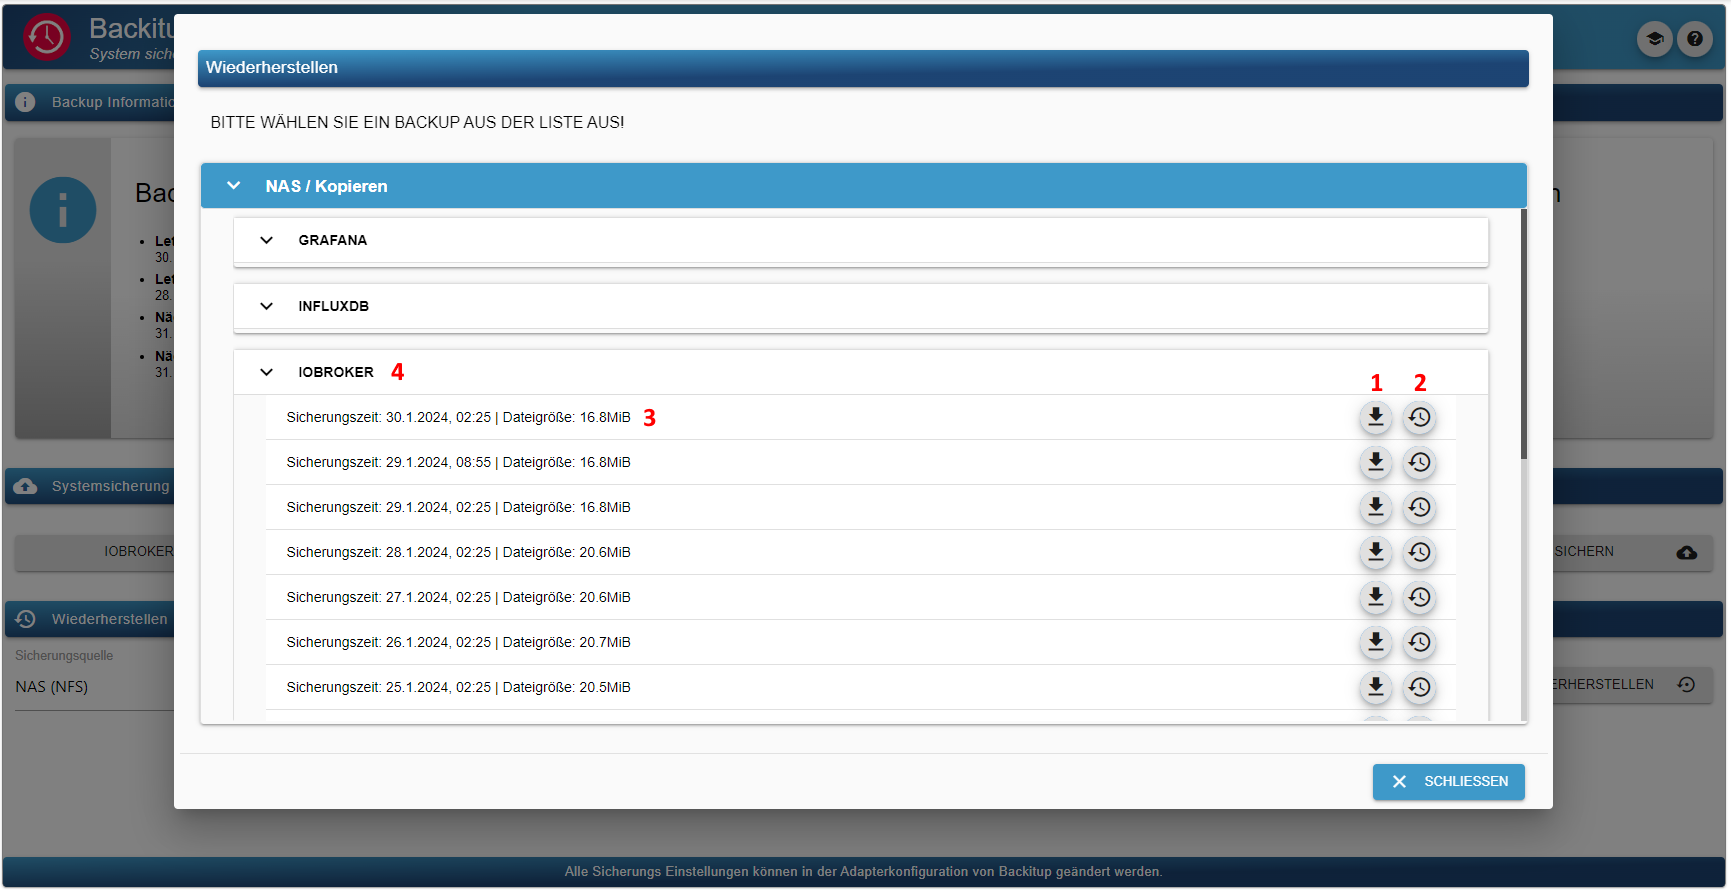 Backitu
System siche
Wiederherstellen
Backup Informatio
BITTE WÄHLEN SIE EIN BACKUP AUS DER LISTE AUS!
NAS / Kopieren
Bac
n
GRAFANA
Let
30.
Let
28.
INFLUXDB
Nä
31.
Nä
31.
IOBROKER 4
1 2
Sicherungszeit: 30.1.2024, 02:25 | Dateigröße: 16.8MiB 3
Sicherungszeit: 29.1.2024, 08:55 | Dateigröße: 16.8MiB
Systemsicherung
Sicherungszeit: 29.1.2024, 02:25 | Dateigröße: 16.8MiB
IOBROKER
Sicherungszeit: 28.1.2024, 02:25 | Dateigröße: 20.6MiB
SICHERN
Sicherungszeit: 27.1.2024, 02:25 | Dateigröße: 20.6MiB
Wiederherstellen
Sicherungszeit: 26.1.2024, 02:25 | Dateigröße: 20.7MiB
Sicherungsquelle
NAS (NFS)
Sicherungszeit: 25.1.2024, 02:25 | Dateigröße: 20.5MiB
ERHERSTELLEN
SCHLIESSEN
Alle Sicherungs Einstellungen können in der Adapterkonfiguration von Backitup geändert werden.